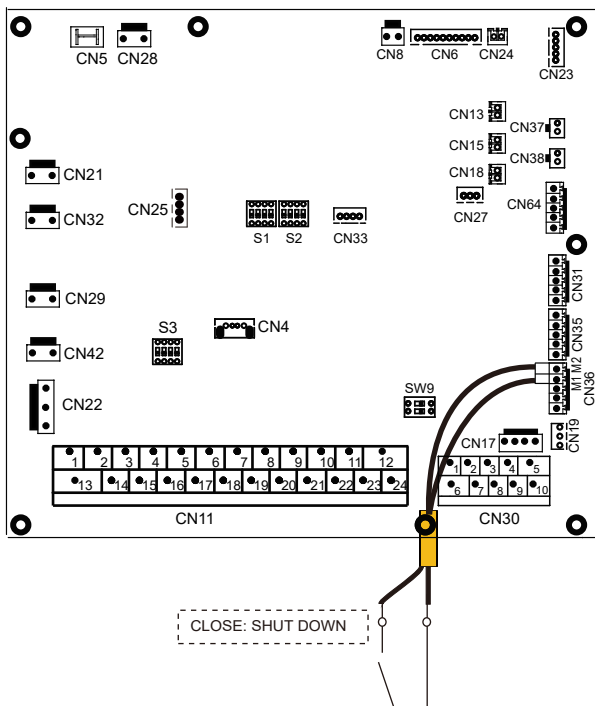 CN5 CN28
CN8 CN6 CN24
CN23
CN13
CN37
CN15
CN38
CN18
CN21
CN25
CN32
S1 S2
CN33
CN27
CN64
CN31
CN29
CN4
CN35
S3
CN42
M1 M2
CN36
SW9
CN22
CN17
CN19
1 2 3 4 5 6 7 8 9 10 11 12
13 14 15 16 17 18 19 20 21 22 23 24
CN11
1 2 3 4 5
6 7 8 9 10
CN30
CLOSE: SHUT DOWN